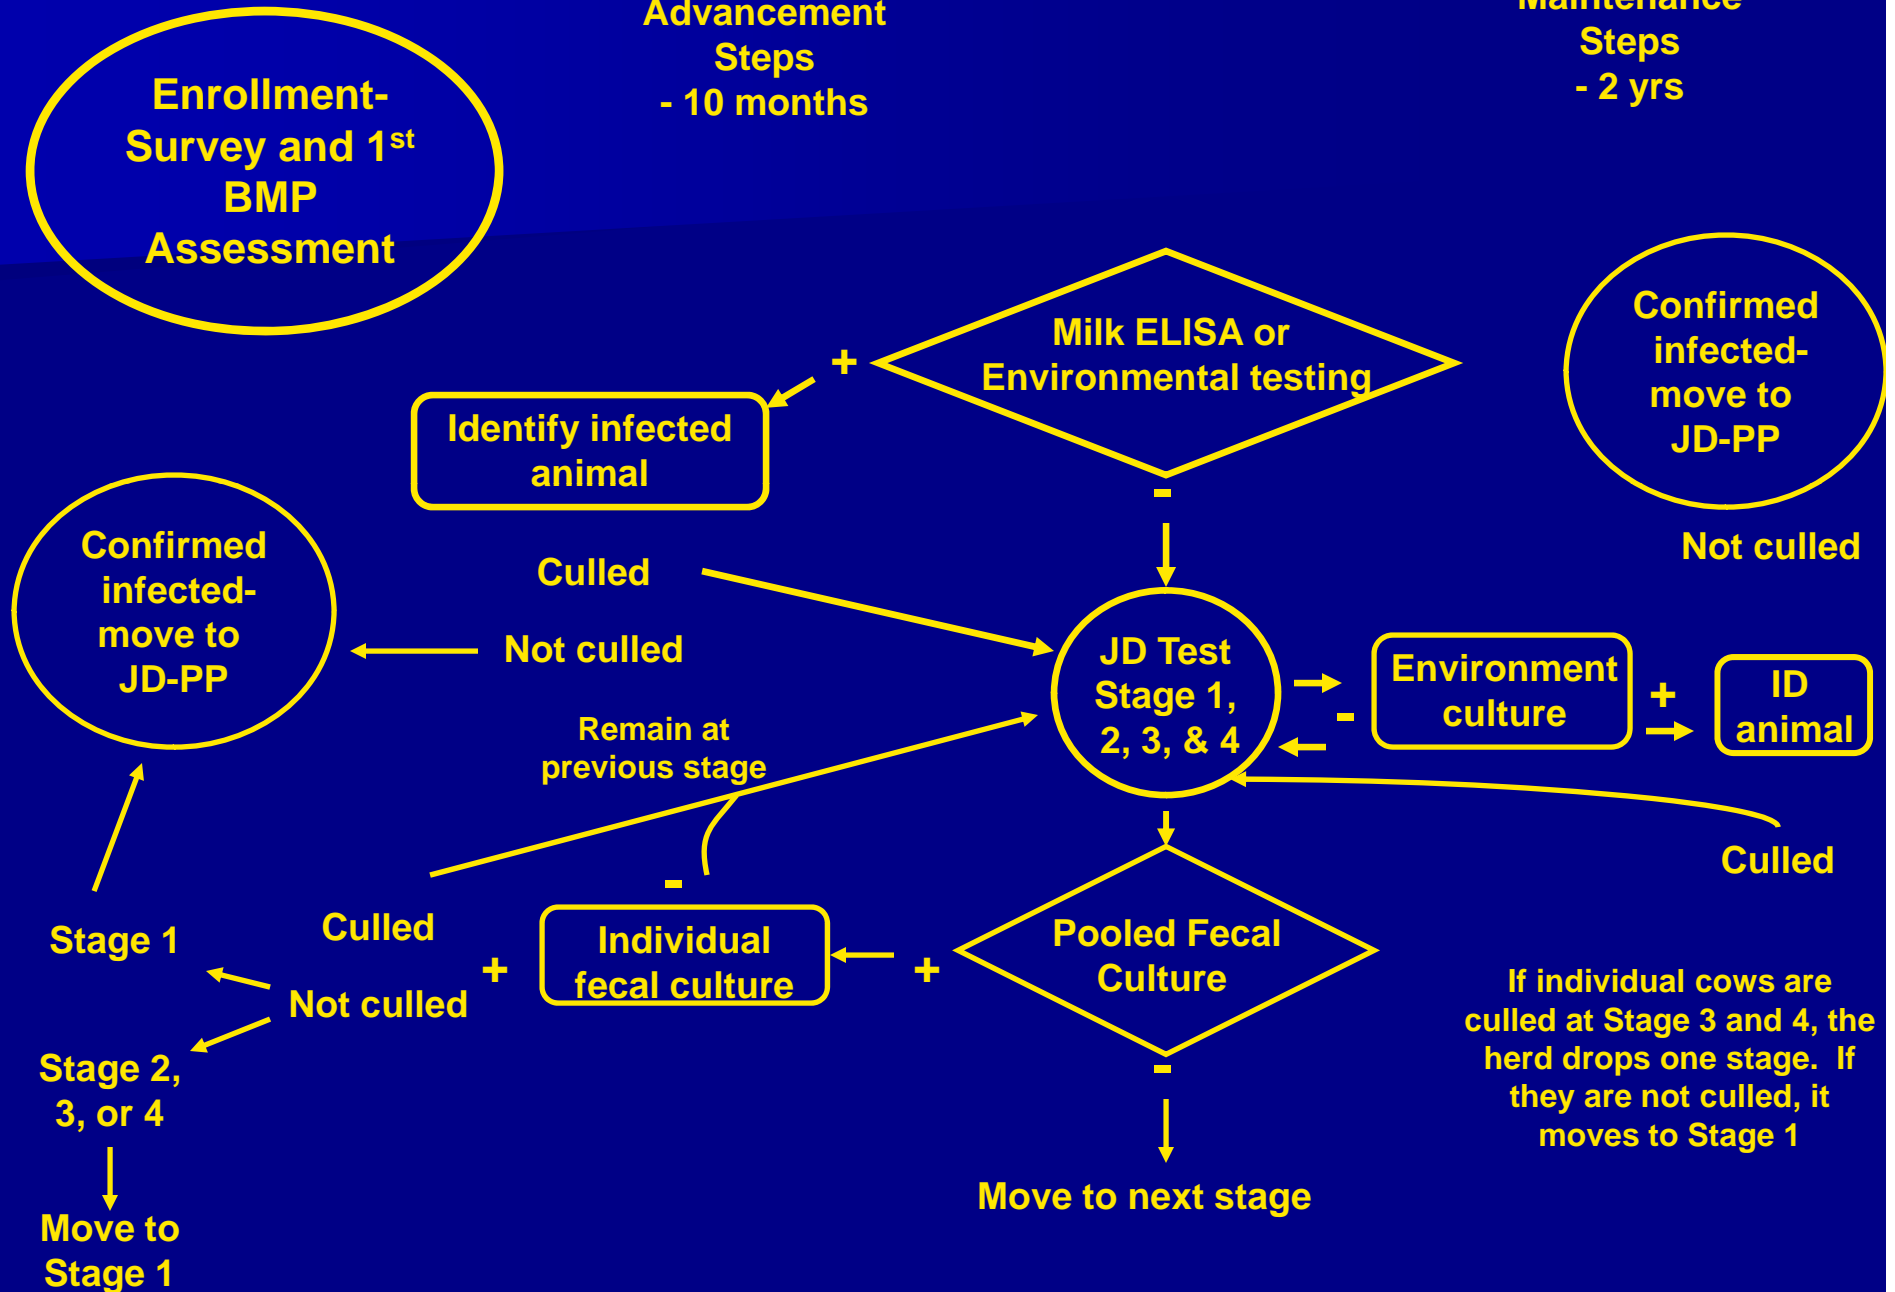 Advancement
Steps
- 10 months
Maintenance
Steps
- 2 yrs
Enrollment-
Survey and 1st
BMP
Assessment
Milk ELISA or
Environmental testing
+
-
Confirmed
infected-
move to
JD-PP
Not culled
Identify infected
animal
Confirmed
infected-
move to
JD-PP
Culled
Not culled
JD Test
Stage 1,
2, 3, & 4
-
Environment
culture
+
ID
animal
Remain at
previous stage
Culled
-
Stage 1
Culled
Not culled
+
Individual
fecal culture
+
Pooled Fecal
Culture
-
Stage 2,
3, or 4
Move to
Stage 1
Move to next stage
If individual cows are
culled at Stage 3 and 4, the
herd drops one stage. If
they are not culled, it
moves to Stage 1